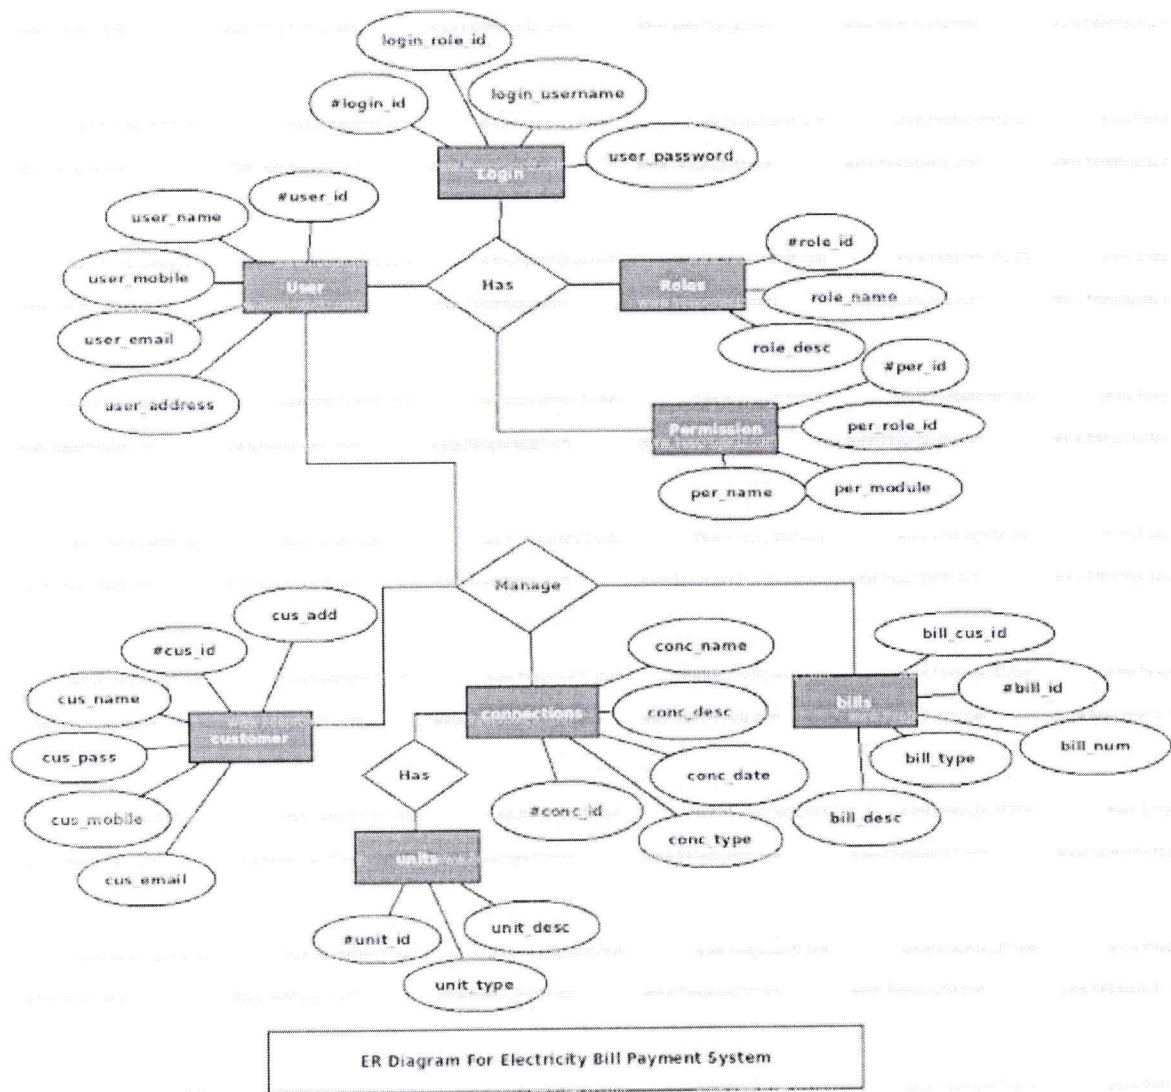 login_role_id
login_username
#login_id
user_password
Login
#user_id
user_name
#role_id
user_mobile
User
Has
Roles
role_name
user_email
role_desc
#per_id
user_address
Permission
per_role_id
per_name
per_module
Manage
cus_add
#cus_id
conc_name
bill_cus_id
cus_name
#bill_id
customer
connections
conc_desc
bills
cus_pass
bill_type
bill_num
Has
conc_date
cus_mobile
#conc_id
conc_type
bill_desc
cus_email
units
#unit_id
unit_desc
unit_type
ER Diagram For Electricity Bill Payment System